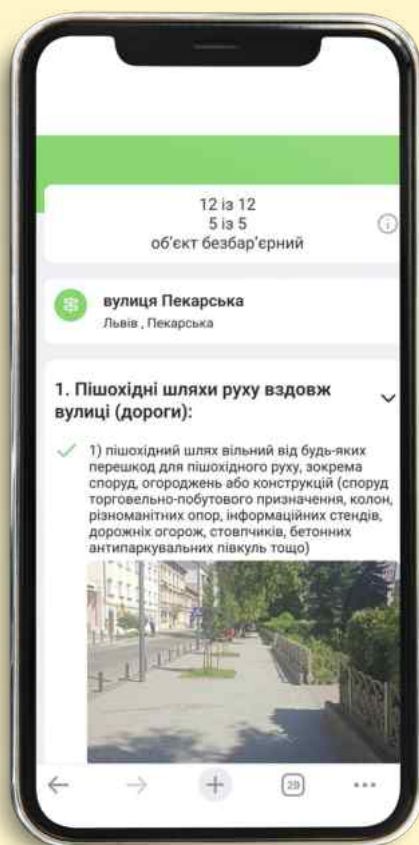 12 із 12
5 із 5
об'єкт безбар'єрний
вулиця Пекарська
Львів , Пекарська
1. Пішохідні шляхи руху вздовж
вулиці (дороги):
1) пішохідний шлях вільний від будь-яких
перешкод для пішохідного руху, зокрема
споруд, огороджень або конструкцій (споруд
торговельно-побутового призначення, колон,
різноманітних опор, інформаційних стендів,
дорожніх огорож, стовпчиків, бетонних
антипаркувальних півкуль тощо)
29